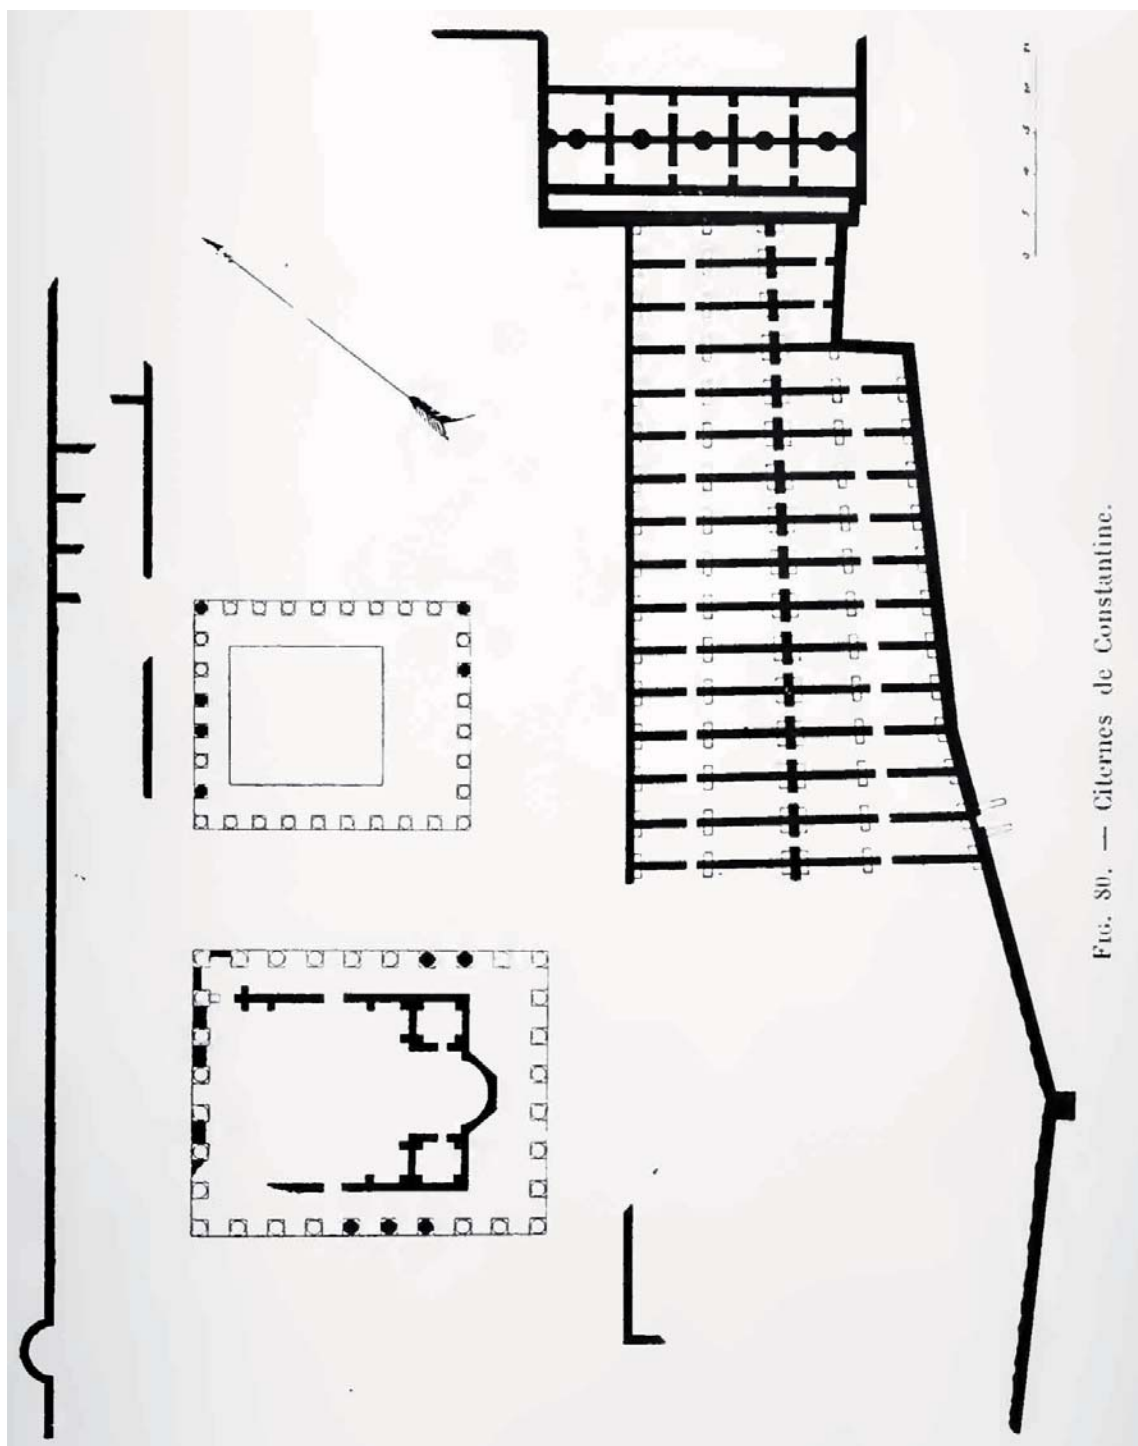 FIG. 80. — Citernes de Constantine.